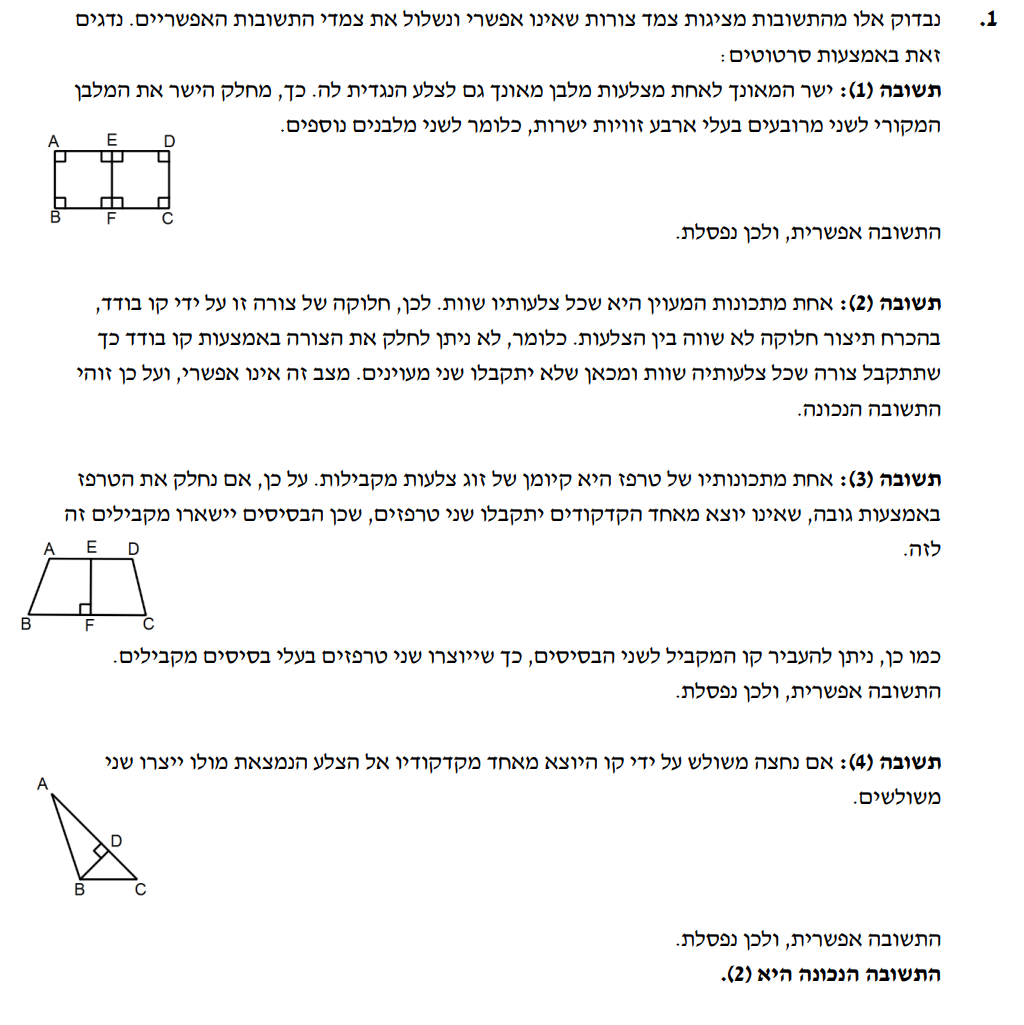 1. נבדוק אלו מהתשובות מציגות צמד צורות שאינו אפשרי ונשלול את צמדי התשובות האפשריים. נדגים
זאת באמצעות סרטוטים:
תשובה (1): ישר המאונך לאחת מצלעות מלבן מאונך גם לצלע הנגדית לה. כך, מחלק הישר את המלבן
המקורי לשני מרובעים בעלי ארבע זוויות ישרות, כלומר לשני מלבנים נוספים.
A E D
B F C
התשובה אפשרית, ולכן נפסלת.
תשובה (2): אחת מתכונות המעוין היא שכל צלעותיו שוות. לכן, חלוקה של צורה זו על ידי קו בודד,
בהכרח תיצור חלוקה לא שווה בין הצלעות. כלומר, לא ניתן לחלק את הצורה באמצעות קו בודד כך
שתתקבל צורה שכל צלעותיה שוות ומכאן שלא יתקבלו שני מעוינים. מצב זה אינו אפשרי, ועל כן זוהי
התשובה הנכונה.
תשובה (3): אחת מתכונותיו של טרפז היא קיומן של זוג צלעות מקבילות. על כן, אם נחלק את הטרפז
באמצעות גובה, שאינו יוצא מאחד הקדקודים יתקבלו שני טרפזים, שכן הבסיסים יישארו מקבילים זה
לזה.
A E D
B F C
כמו כן, ניתן להעביר קו המקביל לשני הבסיסים, כך שייוצרו שני טרפזים בעלי בסיסים מקבילים.
התשובה אפשרית, ולכן נפסלת.
תשובה (4): אם נחצה משולש על ידי קו היוצא מאחד מקדקודיו אל הצלע הנמצאת מולו ייצרו שני
משולשים.
A
D
B C
התשובה אפשרית, ולכן נפסלת.
התשובה הנכונה היא (2).